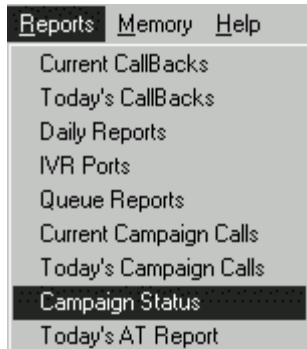 Reports Memory Help
Current CallBacks
Today's CallBacks
Daily Reports
IVR Ports
Queue Reports
Current Campaign Calls
Today's Campaign Calls
Campaign Status
Today's AT Report